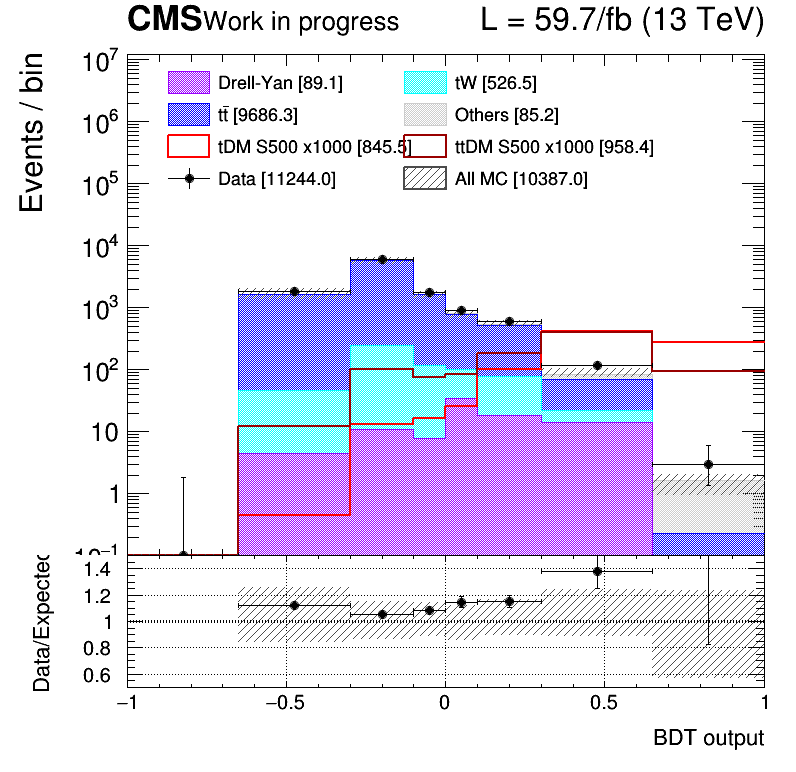 CMS Work in progress L = 59.7/fb (13 TeV)
Events / bin
10⁷
10⁶
10⁵
10⁴
10³
10²
10
1
10⁻¹
Drell-Yan [89.1] tW [526.5]
tt̄ [9686.3] Others [85.2]
tDM S500 x1000 [845.5] ttDM S500 x1000 [958.4]
Data [11244.0] All MC [10387.0]
Data/Expected
1.4
1.2
1
0.8
0.6
−1 −0.5 0 0.5 1
BDT output